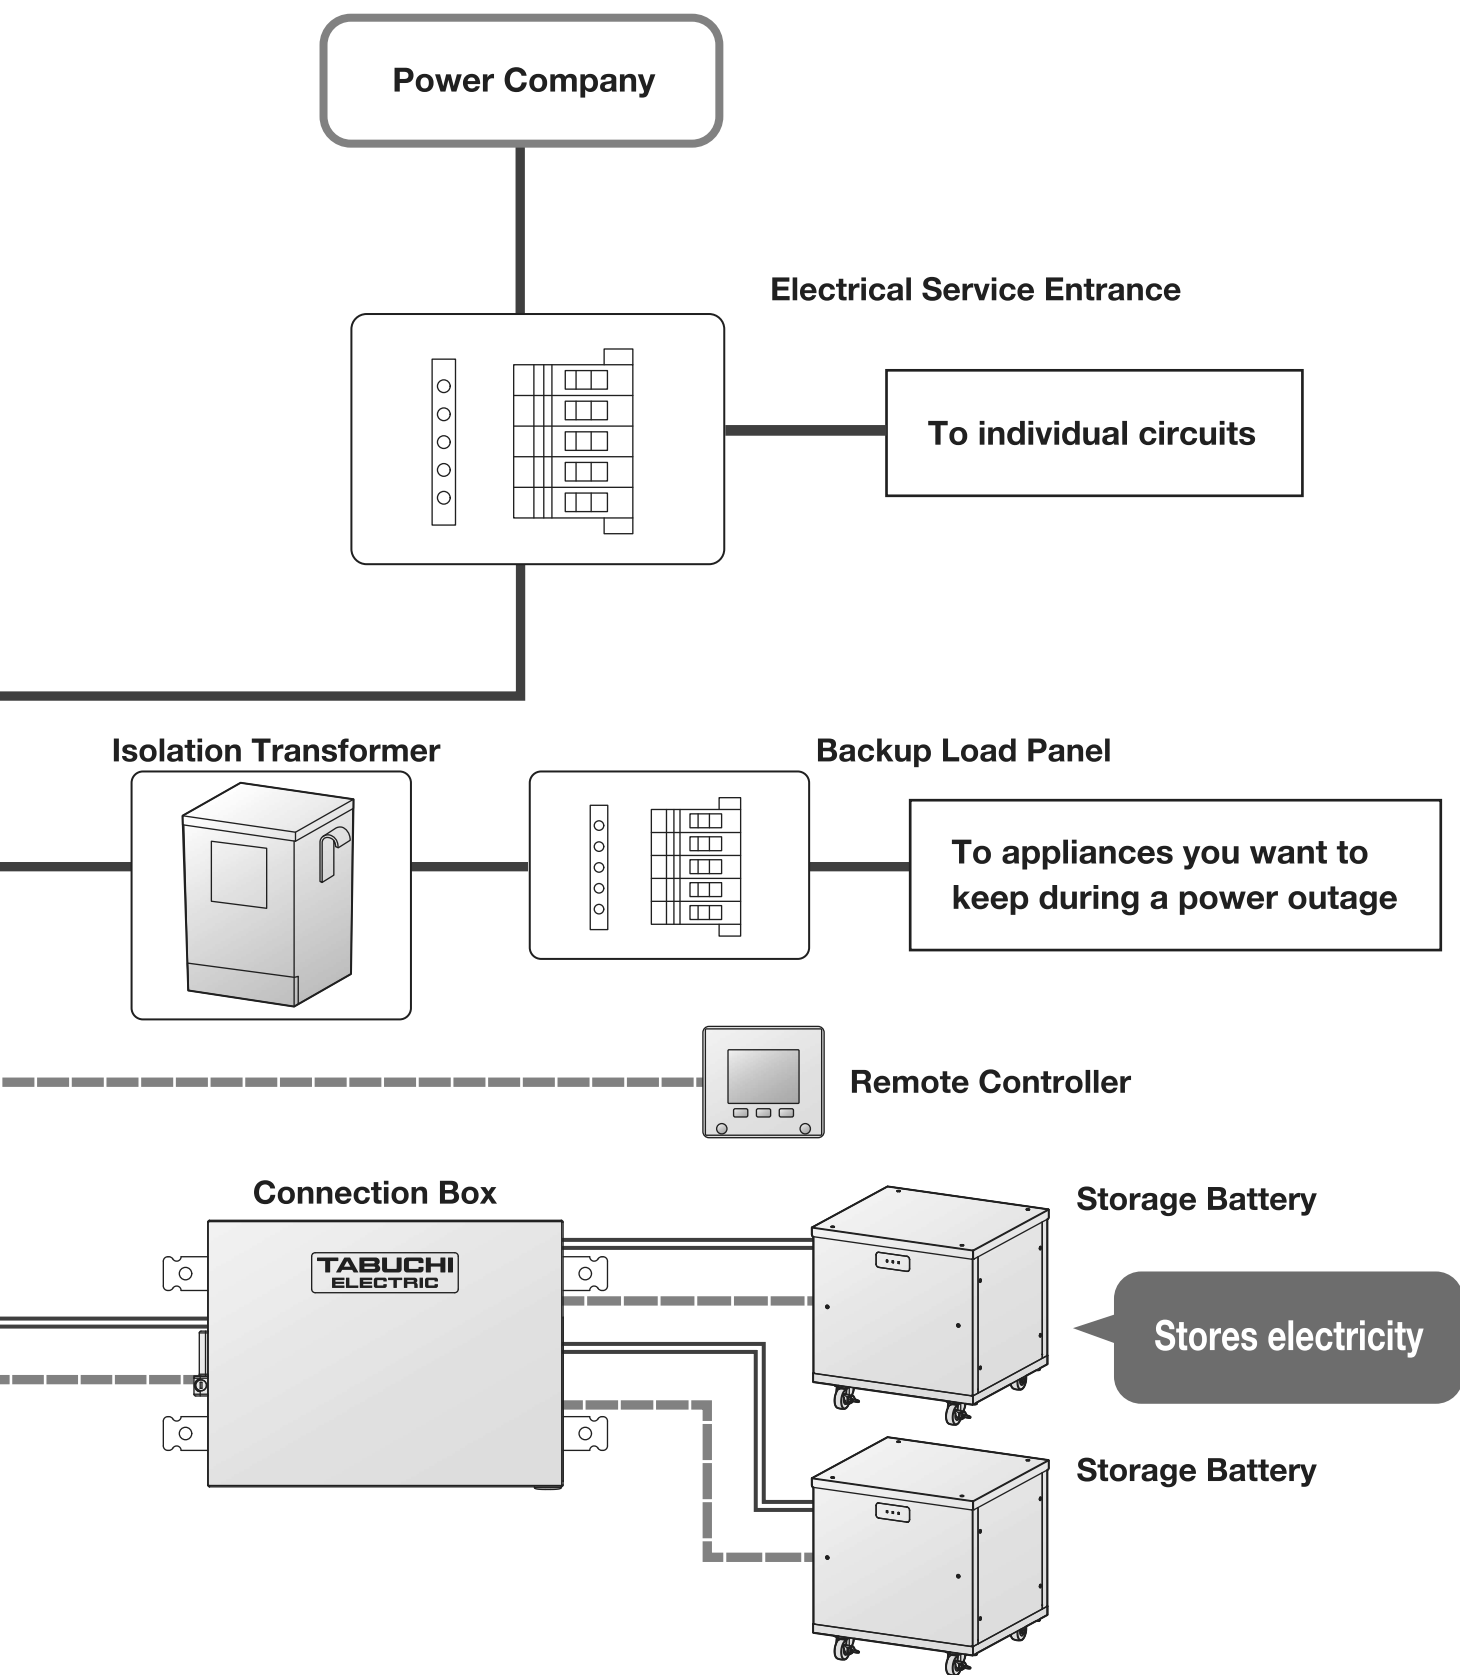 Power Company
Electrical Service Entrance
To individual circuits
Isolation Transformer
Backup Load Panel
To appliances you want to
keep during a power outage
Remote Controller
Connection Box
TABUCHI
ELECTRIC
Storage Battery
Stores electricity
Storage Battery